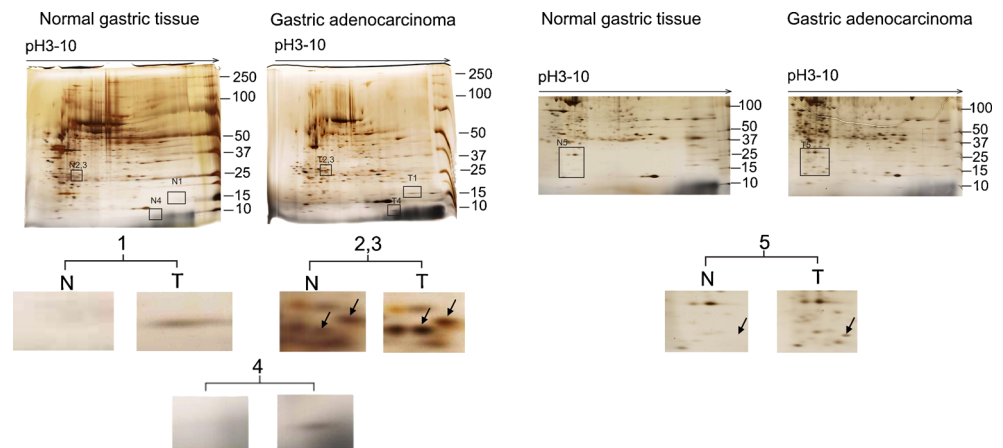 Normal gastric tissue
Gastric adenocarcinoma
pH3-10
pH3-10
250
100
50
37
25
15
10
N2,3
N1
N4
250
100
50
37
25
15
10
T2,3
T1
T4
Normal gastric tissue
Gastric adenocarcinoma
pH3-10
pH3-10
100
50
37
25
15
10
N5
100
50
37
25
15
10
T5
1
N
T
2,3
N
T
4
5
N
T